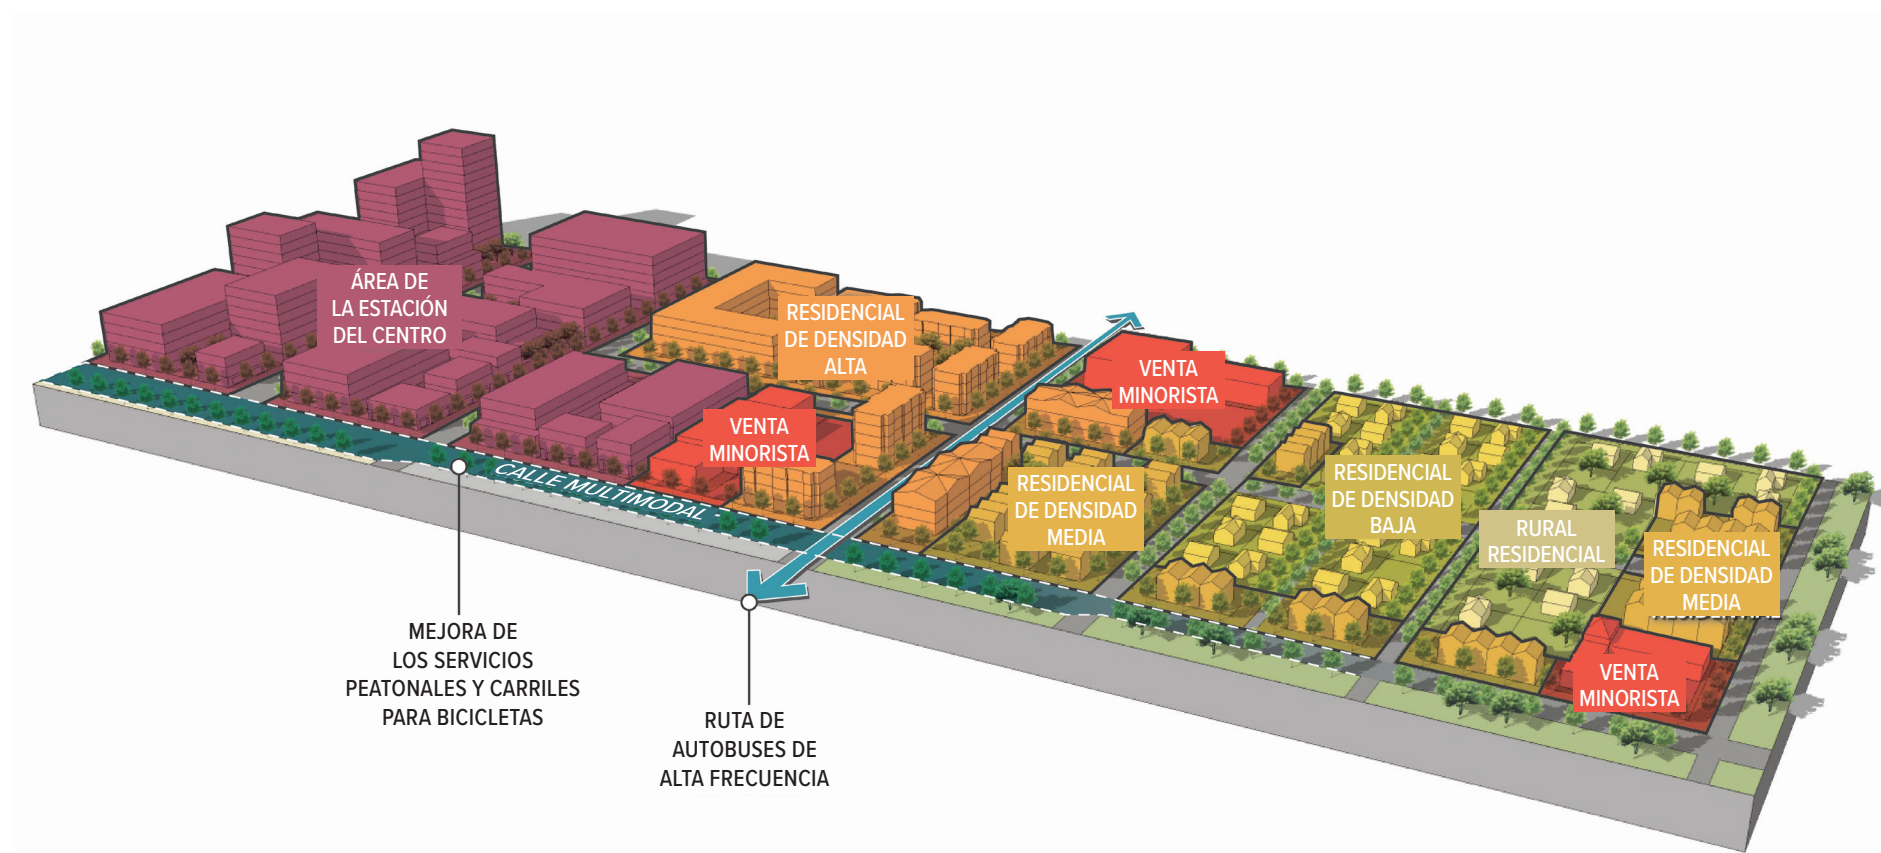 ÁREA DE
LA ESTACIÓN
DEL CENTRO
RESIDENCIAL
DE DENSIDAD
ALTA
VENTA
MINORISTA
VENTA
MINORISTA
CALLE MULTIMODAL
RESIDENCIAL
DE DENSIDAD
MEDIA
RESIDENCIAL
DE DENSIDAD
BAJA
RURAL
RESIDENCIAL
RESIDENCIAL
DE DENSIDAD
MEDIA
VENTA
MINORISTA
MEJORA DE
LOS SERVICIOS
PEATONALES Y CARRILES
PARA BICICLETAS
RUTA DE
AUTOBUSES DE
ALTA FRECUENCIA